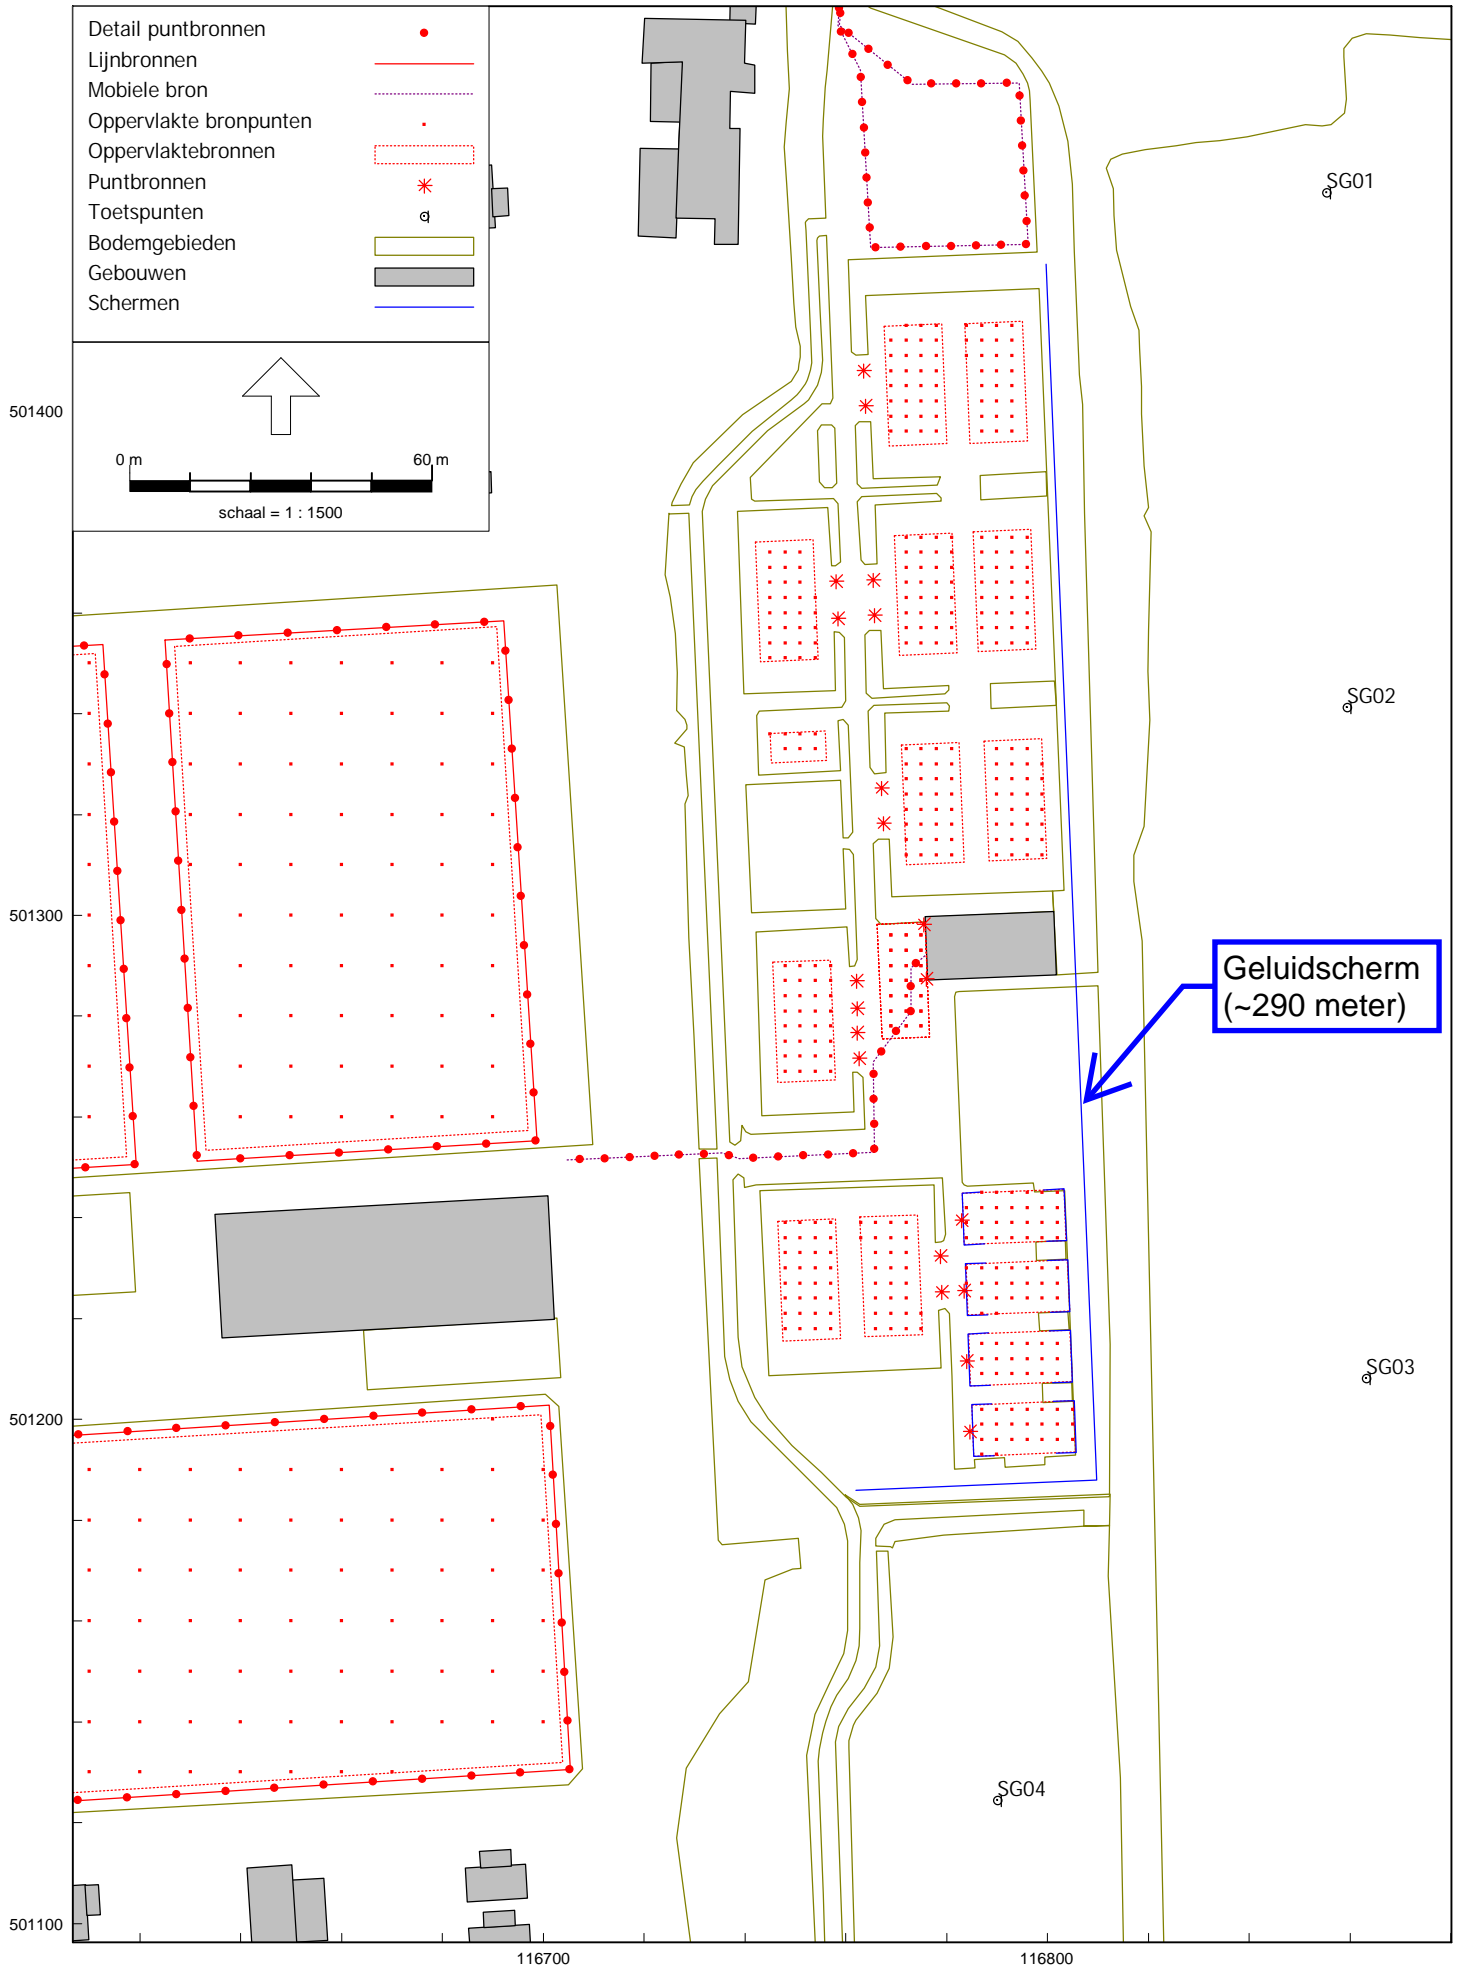 Detail puntbronnen
Lijnbronnen
Mobiele bron
Oppervlakte bronpunten
Oppervlaktebronnen
Puntbronnen
Toetspunten
Bodemgebieden
Gebouwen
Schermen
0 m 60 m
schaal = 1 : 1500
SG01
501400
SG02
501300
Geluidscherm
(~290 meter)
SG03
501200
SG04
501100
116700 116800